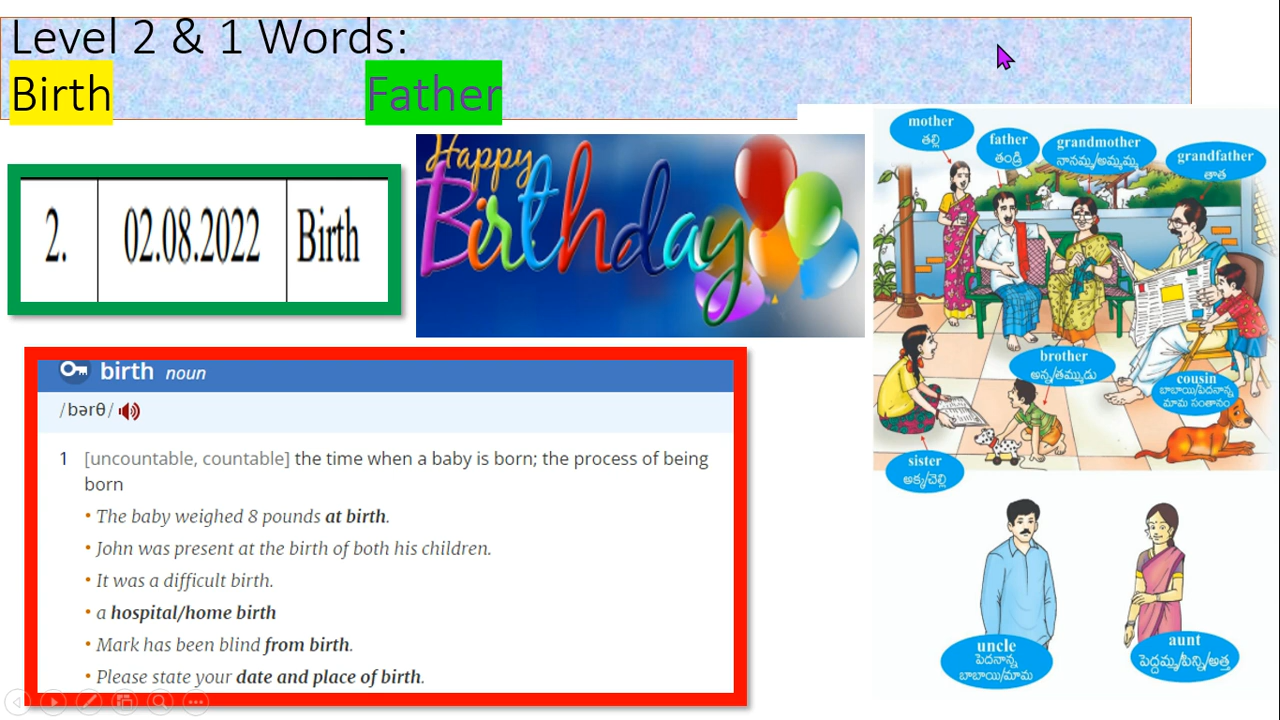 Level 2 & 1 Words:
Birth Father
2. 02.08.2022 Birth
Happy
Birthday
birth noun
/bərθ/
1 [uncountable, countable] the time when a baby is born; the process of being
born
• The baby weighed 8 pounds at birth.
• John was present at the birth of both his children.
• It was a difficult birth.
• a hospital/home birth
• Mark has been blind from birth.
• Please state your date and place of birth.
mother
తల్లి
father
తండ్రి
grandmother
నానమ్మ/అమ్మమ్మ
grandfather
తాత
brother
అన్న/తమ్ముడు
cousin
బాబాయి/పెదనాన్న
మామ సంతానం
sister
అక్క/చెల్లి
uncle
పెదనాన్న
బాబాయి/మామ
aunt
పెద్దమ్మ/పిన్ని/అత్త